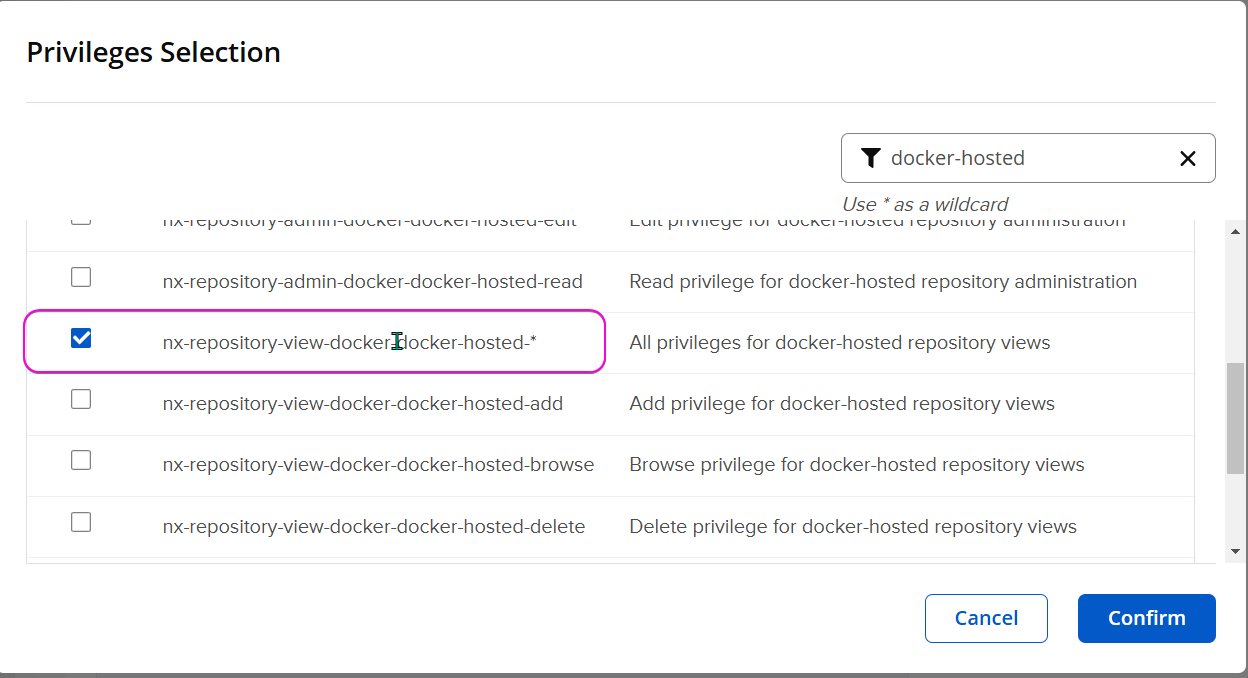 Privileges Selection
docker-hosted
Use * as a wildcard
nx-repository-admin-docker-docker-hosted-edit Edit privilege for docker-hosted repository administration
nx-repository-admin-docker-docker-hosted-read Read privilege for docker-hosted repository administration
nx-repository-view-docker-docker-hosted-* All privileges for docker-hosted repository views
nx-repository-view-docker-docker-hosted-add Add privilege for docker-hosted repository views
nx-repository-view-docker-docker-hosted-browse Browse privilege for docker-hosted repository views
nx-repository-view-docker-docker-hosted-delete Delete privilege for docker-hosted repository views
Cancel Confirm